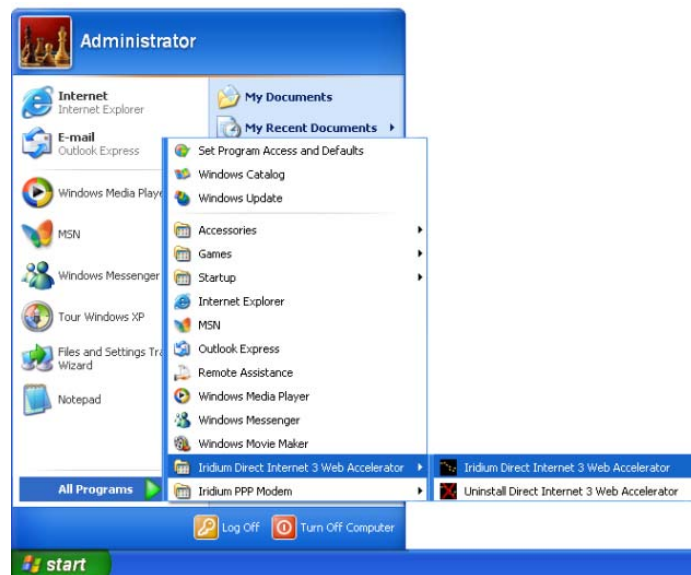 Administrator
Internet
Internet Explorer
E-mail
Outlook Express
Windows Media Playe
MSN
Windows Messenger
Tour Windows XP
Files and Settings Tra
Wizard
Notepad
All Programs
My Documents
My Recent Documents
Set Program Access and Defaults
Windows Catalog
Windows Update
Accessories
Games
Startup
Internet Explorer
MSN
Outlook Express
Remote Assistance
Windows Media Player
Windows Messenger
Windows Movie Maker
Iridium Direct Internet 3 Web Accelerator
Iridium PPP Modem
Iridium Direct Internet 3 Web Accelerator
Uninstall Direct Internet 3 Web Accelerator
Log Off
Turn Off Computer
start